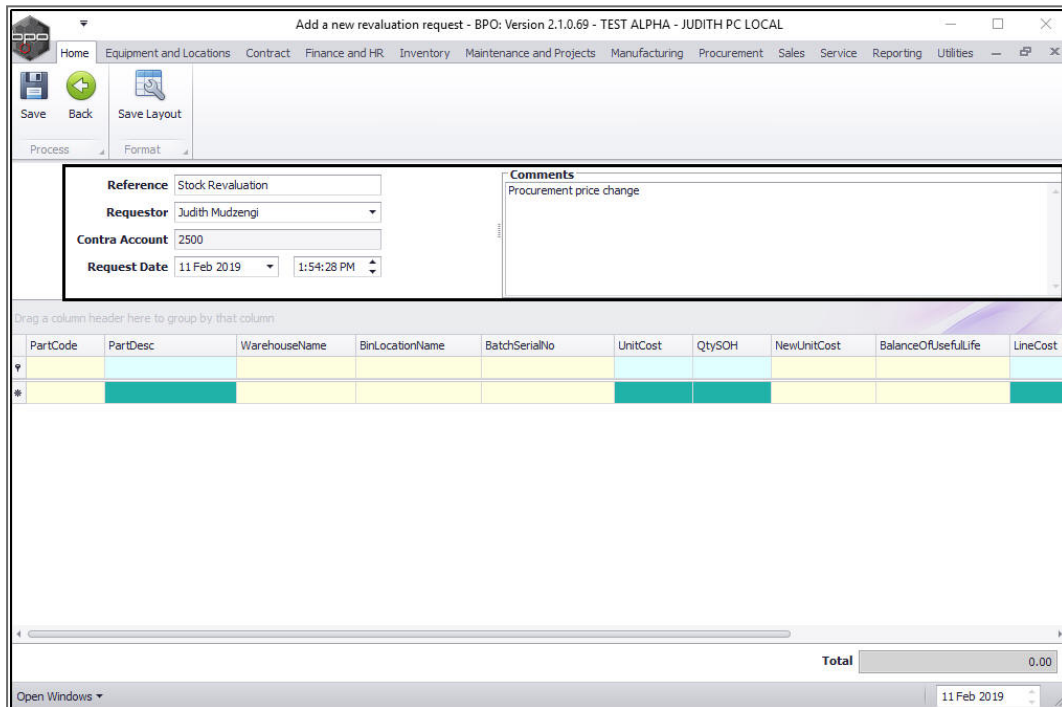 Add a new revaluation request - BPO: Version 2.1.0.69 - TEST ALPHA - JUDITH PC LOCAL
bpo
Home Equipment and Locations Contract Finance and HR Inventory Maintenance and Projects Manufacturing Procurement Sales Service Reporting Utilities
Save Back Save Layout
Process Format
Reference Stock Revaluation
Requestor Judith Mudzengi
Contra Account 2500
Request Date 11 Feb 2019 1:54:28 PM
Comments
Procurement price change
Drag a column header here to group by that column
PartCode PartDesc WarehouseName BinLocationName BatchSerialNo UnitCost QtySOH NewUnitCost BalanceOfUsefulLife LineCost
Total 0.00
Open Windows 11 Feb 2019